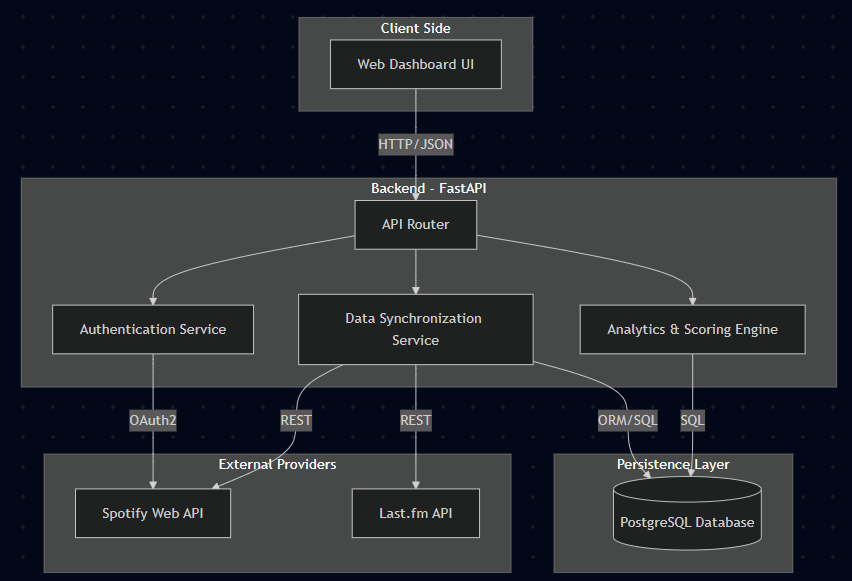 Client Side
Web Dashboard UI
HTTP/JSON
Backend - FastAPI
API Router
Authentication Service
Data Synchronization
Service
Analytics & Scoring Engine
OAuth2
REST
REST
ORM/SQL
SQL
External Providers
Persistence Layer
Spotify Web API
Last.fm API
PostgreSQL Database